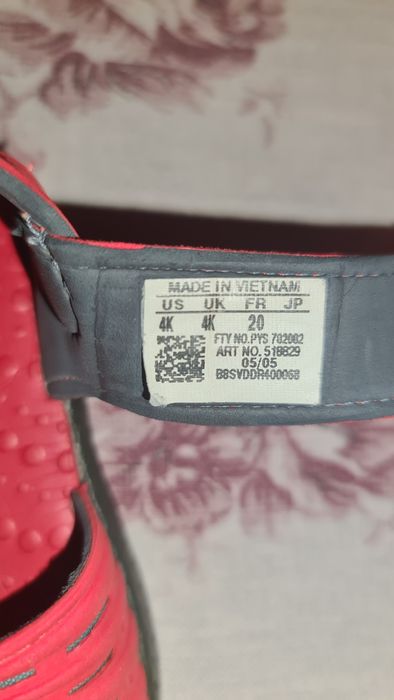 MADE IN VIETNAM
US UK FR JP
4K 4K 20
FTY NO.PYS 702002
ART NO. 518829
05/05
B8SVDDR400068